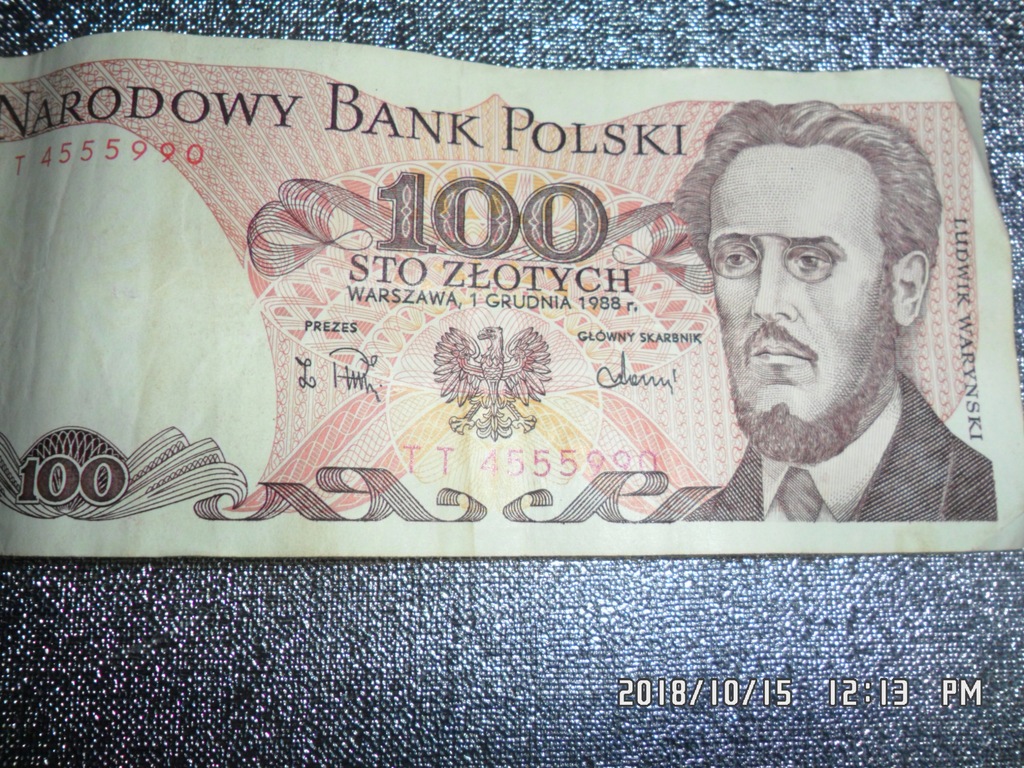 NARODOWY BANK POLSKI
T 4555990
100
STO ZŁOTYCH
WARSZAWA, 1 GRUDNIA 1988 r.
PREZES
GŁÓWNY SKARBNIK
LUDWIK WARYŃSKI
TT 4555990
100
2018/10/15 12:13 PM